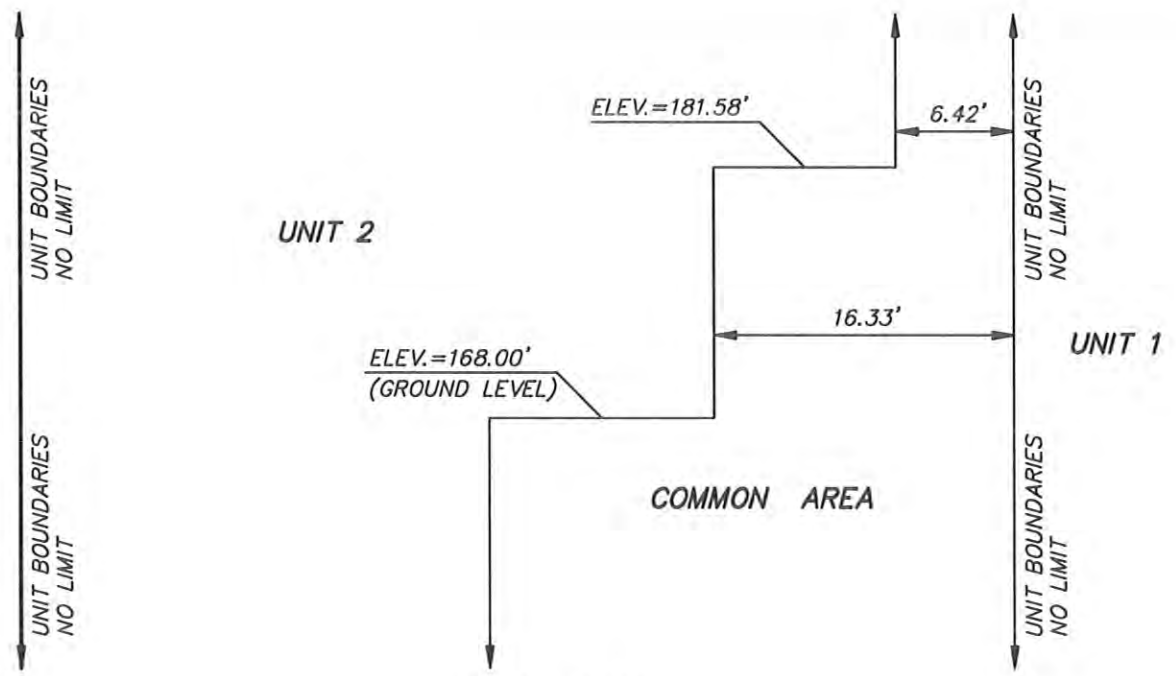 UNIT BOUNDARIES
NO LIMIT
ELEV.=181.58'
6.42'
UNIT BOUNDARIES
NO LIMIT
UNIT 2
16.33'
UNIT 1
ELEV.=168.00'
(GROUND LEVEL)
UNIT BOUNDARIES
NO LIMIT
COMMON AREA
UNIT BOUNDARIES
NO LIMIT